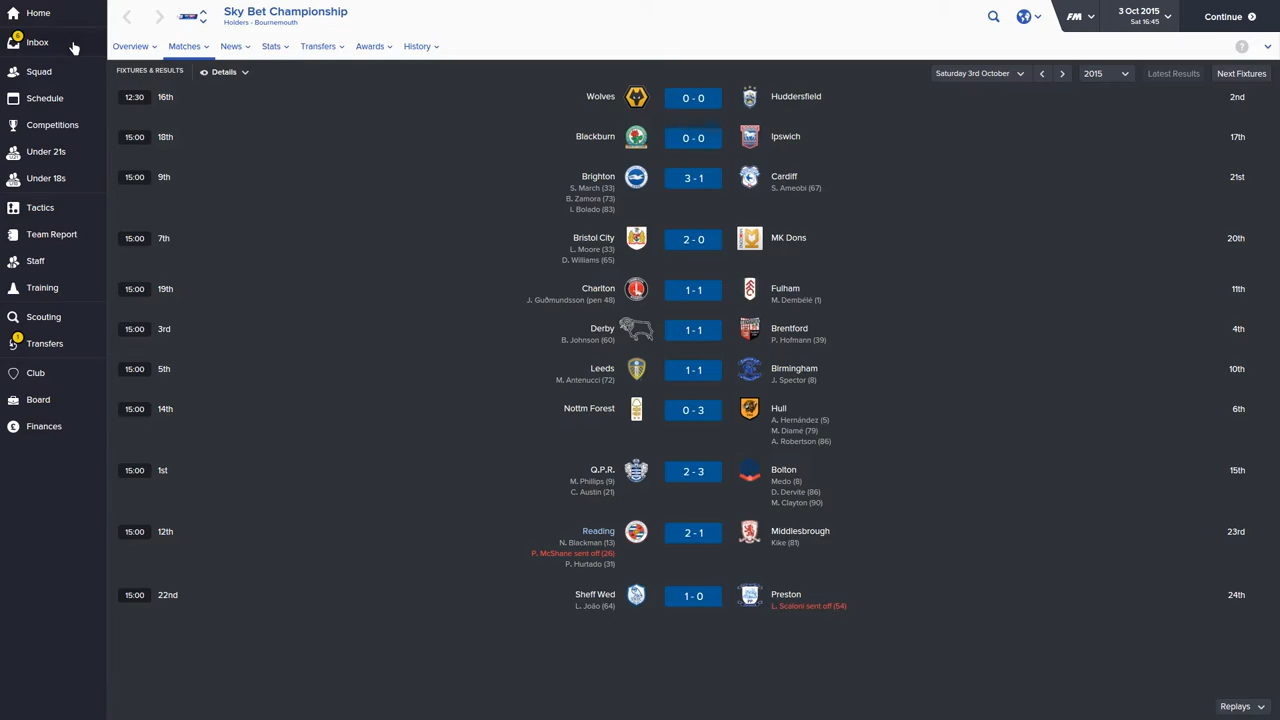 Home
6
Inbox
Squad
Schedule
Competitions
Under 21s
Under 18s
Tactics
Team Report
Staff
Training
Scouting
1
Transfers
Club
Board
Finances
Sky Bet Championship
Holders - Bournemouth
FM
3 Oct 2015
Sat 16:45
Continue
Overview
Matches
News
Stats
Transfers
Awards
History
?
FIXTURES & RESULTS
Details
Saturday 3rd October
2015
Latest Results
Next Fixtures
12:30 16th Wolves 0 - 0 Huddersfield 2nd
15:00 18th Blackburn 0 - 0 Ipswich 17th
15:00 9th Brighton 3 - 1 Cardiff 21st
S. March (33) S. Ameobi (67)
B. Zamora (73)
I. Bolado (83)
15:00 7th Bristol City 2 - 0 MK Dons 20th
L. Moore (33)
D. Williams (65)
15:00 19th Charlton 1 - 1 Fulham 11th
J. Guðmundsson (pen 48) M. Dembélé (1)
15:00 3rd Derby 1 - 1 Brentford 4th
B. Johnson (60) P. Hofmann (39)
15:00 5th Leeds 1 - 1 Birmingham 10th
M. Antenucci (72) J. Spector (8)
15:00 14th Nottm Forest 0 - 3 Hull 6th
A. Hernández (5)
M. Diamé (79)
A. Robertson (86)
15:00 1st Q.P.R. 2 - 3 Bolton 15th
M. Phillips (9) Medo (8)
C. Austin (21) D. Dervite (86)
M. Clayton (90)
15:00 12th Reading 2 - 1 Middlesbrough 23rd
N. Blackman (13) Kike (81)
P. McShane sent off (26)
P. Hurtado (31)
15:00 22nd Sheff Wed 1 - 0 Preston 24th
L. João (64) L. Scaloni sent off (54)
Replays